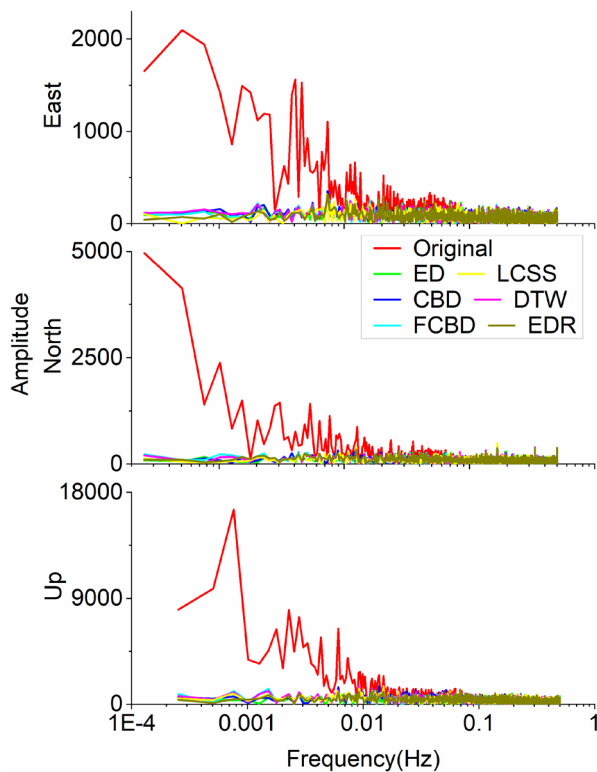 2000
1000
0
East
5000
2500
0
North
Amplitude
Original
ED LCSS
CBD DTW
FCBD EDR
18000
9000
0
Up
1E-4 0.001 0.01 0.1 1
Frequency(Hz)